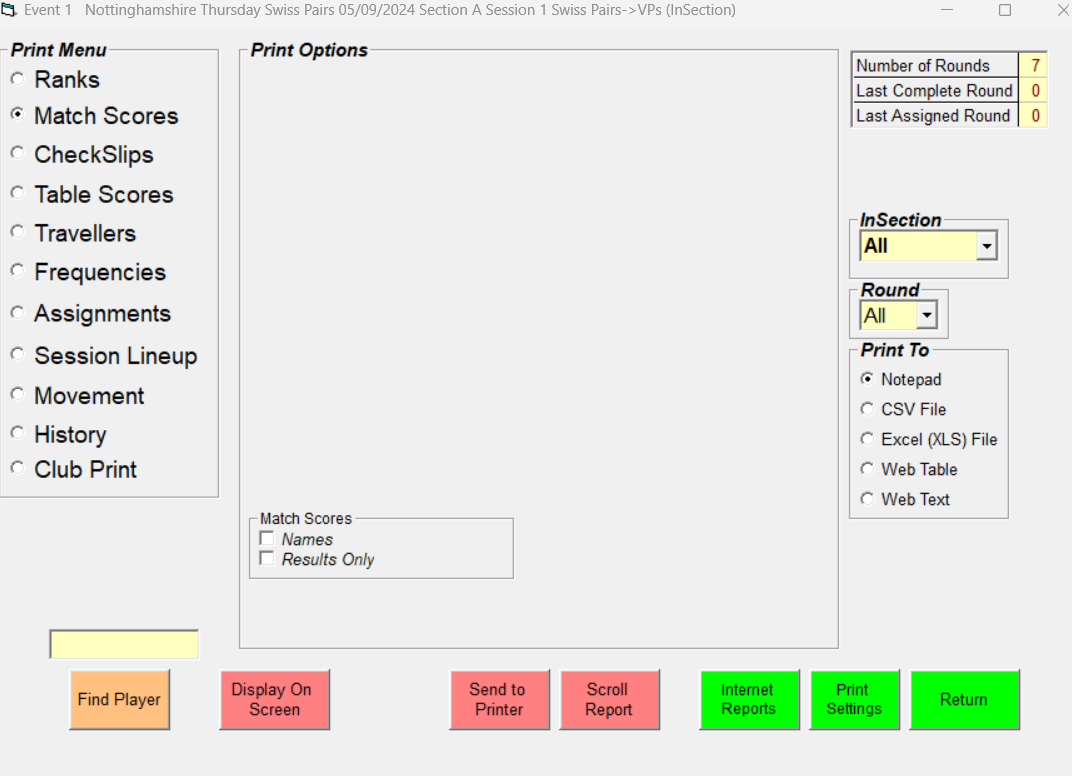 Event 1 Nottinghamshire Thursday Swiss Pairs 05/09/2024 Section A Session 1 Swiss Pairs->VPs (InSection)
Print Menu
Ranks
Match Scores
CheckSlips
Table Scores
Travellers
Frequencies
Assignments
Session Lineup
Movement
History
Club Print
Print Options
Match Scores
Names
Results Only
Number of Rounds 7
Last Complete Round 0
Last Assigned Round 0
InSection
All
Round
All
Print To
Notepad
CSV File
Excel (XLS) File
Web Table
Web Text
Find Player
Display On
Screen
Send to
Printer
Scroll
Report
Internet
Reports
Print
Settings
Return